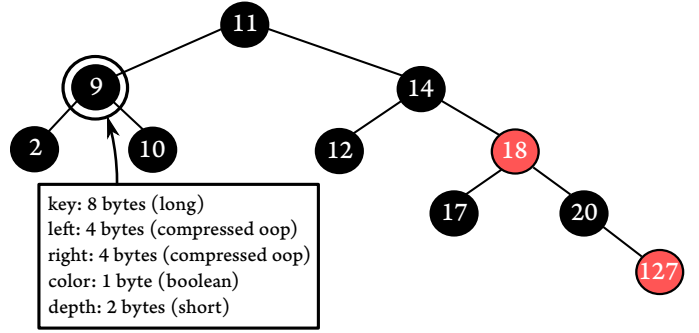 11
9
14
2
10
12
18
17
20
127
key: 8 bytes (long)
left: 4 bytes (compressed oop)
right: 4 bytes (compressed oop)
color: 1 byte (boolean)
depth: 2 bytes (short)